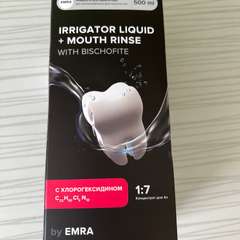 500 ml
IRRIGATOR LIQUID
+ MOUTH RINSE
WITH BISCHOFITE
С ХЛОРГЕКСИДИНОМ
1:7
by EMRA